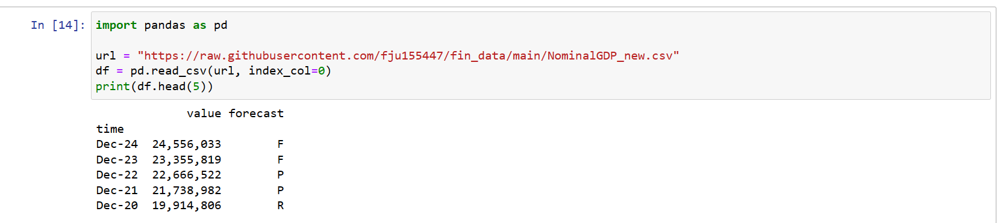 In [14]: import pandas as pd
url = "https://raw.githubusercontent.com/fju155447/fin_data/main/NominalGDP_new.csv"
df = pd.read_csv(url, index_col=0)
print(df.head(5))
value forecast
time
Dec-24 24,556,033 F
Dec-23 23,355,819 F
Dec-22 22,666,522 P
Dec-21 21,738,982 P
Dec-20 19,914,806 R